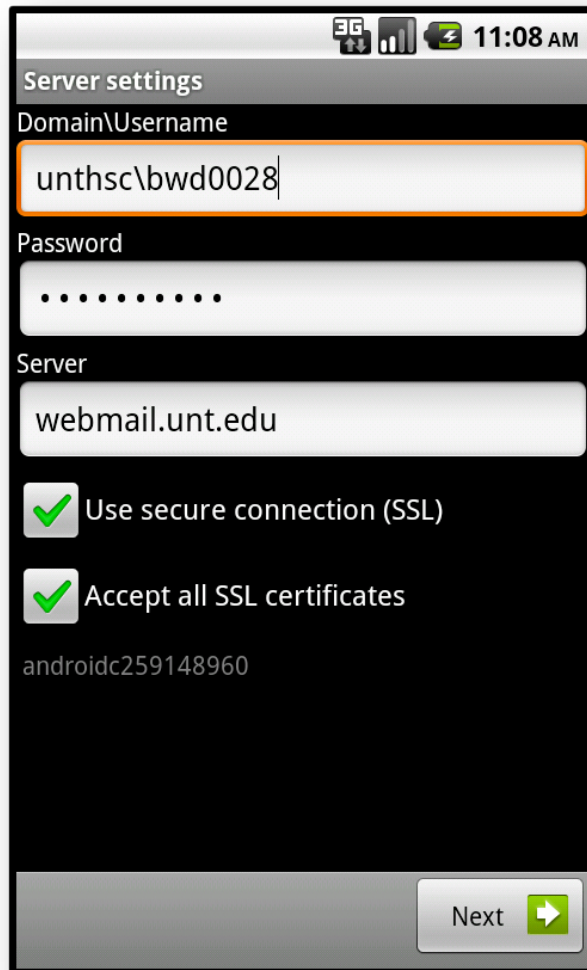 3G 11:08 AM
Server settings
Domain\Username
unthsc\bwd0028
Password
••••••••••
Server
webmail.unt.edu
Use secure connection (SSL)
Accept all SSL certificates
androidc259148960
Next